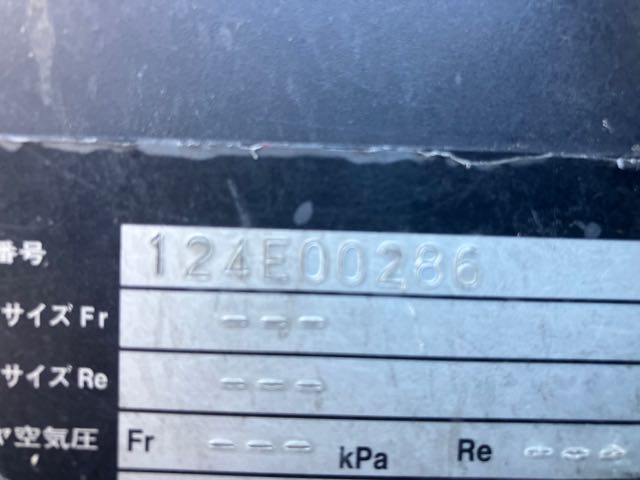 番号 124E00286
サイズ Fr ---
サイズ Re ---
ヤ空気圧 Fr --- kPa Re ---